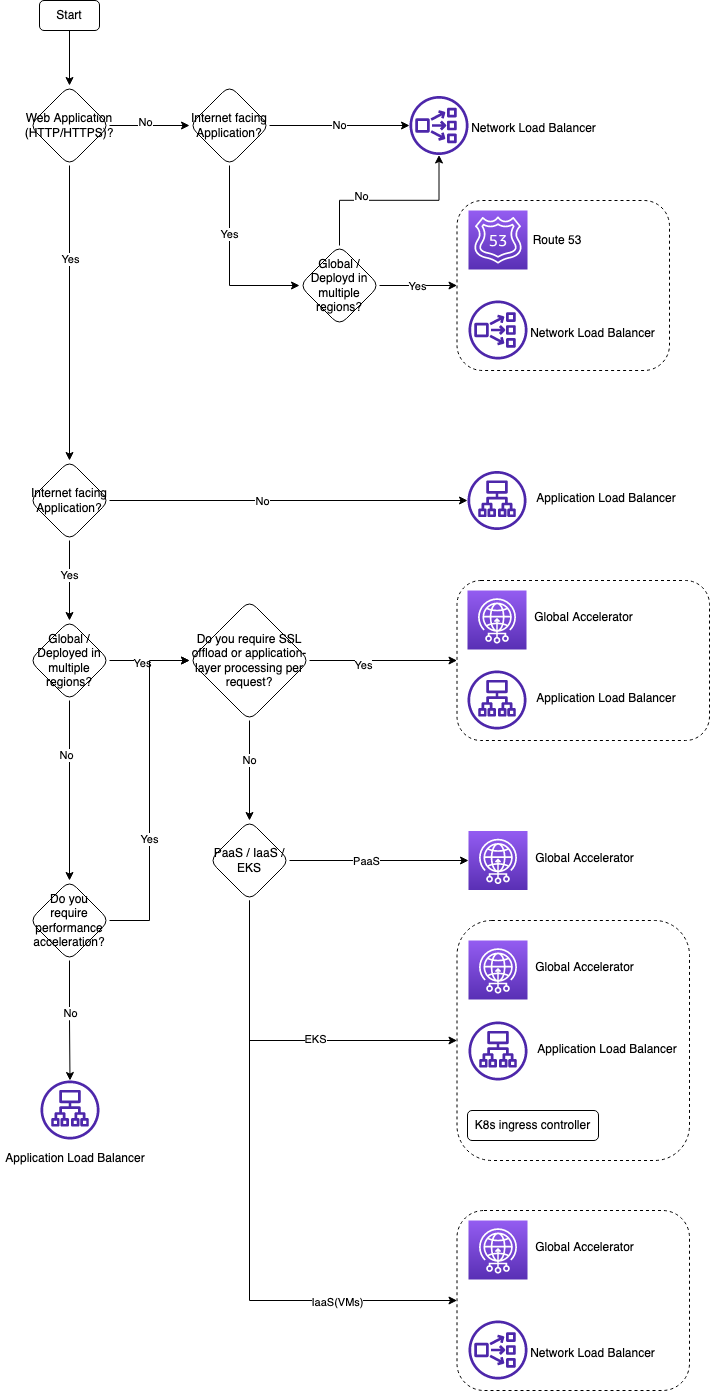 Start
Web Application
(HTTP/HTTPS)?
No
Internet facing
Application?
No
Network Load Balancer
Yes
No
Global /
Deployd in
multiple
regions?
Yes
Route 53
53
Network Load Balancer
Yes
Internet facing
Application?
No
Application Load Balancer
Yes
Global /
Deployed in
multiple
regions?
Yes
Do you require SSL
offload or application-
layer processing per
request?
Yes
Global Accelerator
Application Load Balancer
No
No
PaaS / IaaS /
EKS
PaaS
Global Accelerator
Yes
Do you
require
performance
acceleration?
No
Application Load Balancer
EKS
Global Accelerator
Application Load Balancer
K8s ingress controller
IaaS(VMs)
Global Accelerator
Network Load Balancer